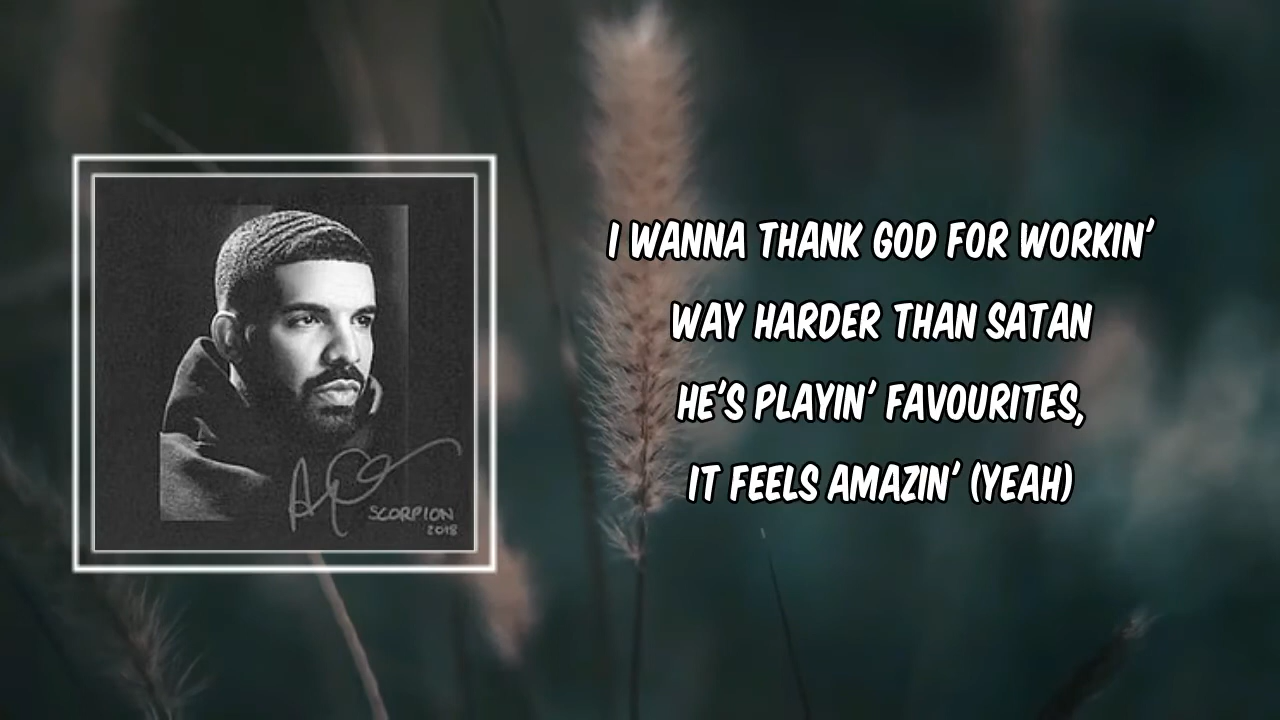 I WANNA THANK GOD FOR WORKIN'
WAY HARDER THAN SATAN
HE'S PLAYIN' FAVOURITES,
IT FEELS AMAZIN' (YEAH)
SCORPION
2018